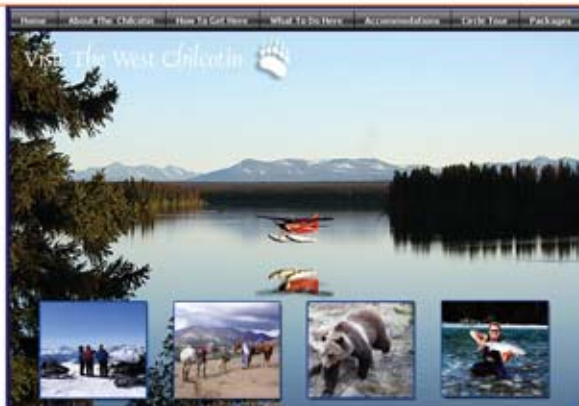 Home About The Chilcotin How To Get Here What To Do Here Accommodations Circle Tour Packages
Visit The West Chilcotin